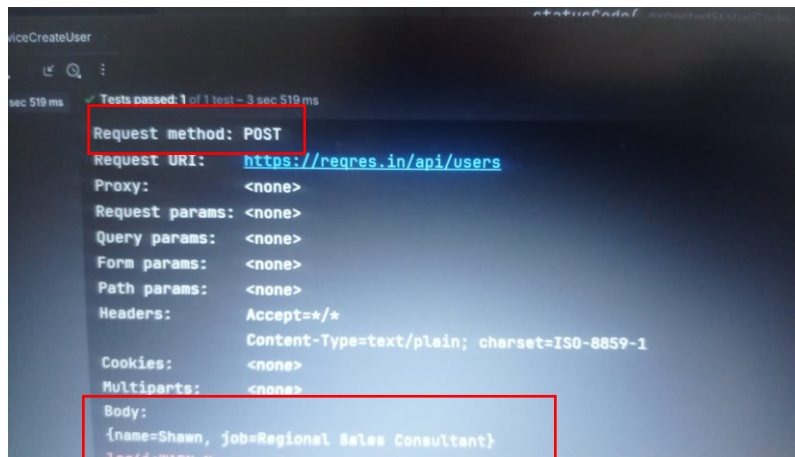 viceCreateUser
sec 519 ms
Tests passed: 1 of 1 test – 3 sec 519 ms
Request method: POST
Request URI: https://reqres.in/api/users
Proxy: <none>
Request params: <none>
Query params: <none>
Form params: <none>
Path params: <none>
Headers: Accept=*/*
Content-Type=text/plain; charset=ISO-8859-1
Cookies: <none>
Multiparts: <none>
Body:
{name=Shawn, job=Regional Sales Consultant}